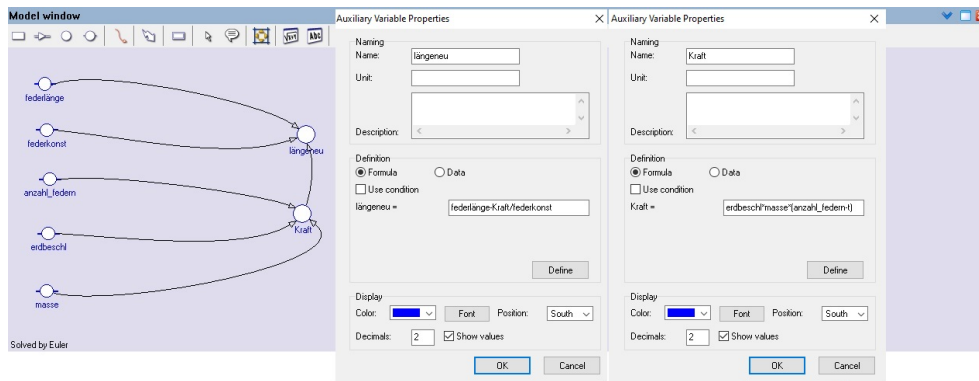 Model window
Abc
federlänge
federkonst
längeneu
anzahl_federn
Kraft
erdbeschl
masse
Solved by Euler
Auxiliary Variable Properties
Naming
Name: längeneu
Unit:
Description:
Definition
Formula Data
Use condition
längeneu = federlänge-Kraft/federkonst
Define
Display
Color: Font Position: South
Decimals: 2 Show values
OK Cancel
Auxiliary Variable Properties
Naming
Name: Kraft
Unit:
Description:
Definition
Formula Data
Use condition
Kraft = erdbeschl*masse*(anzahl_federn-t)
Define
Display
Color: Font Position: South
Decimals: 2 Show values
OK Cancel